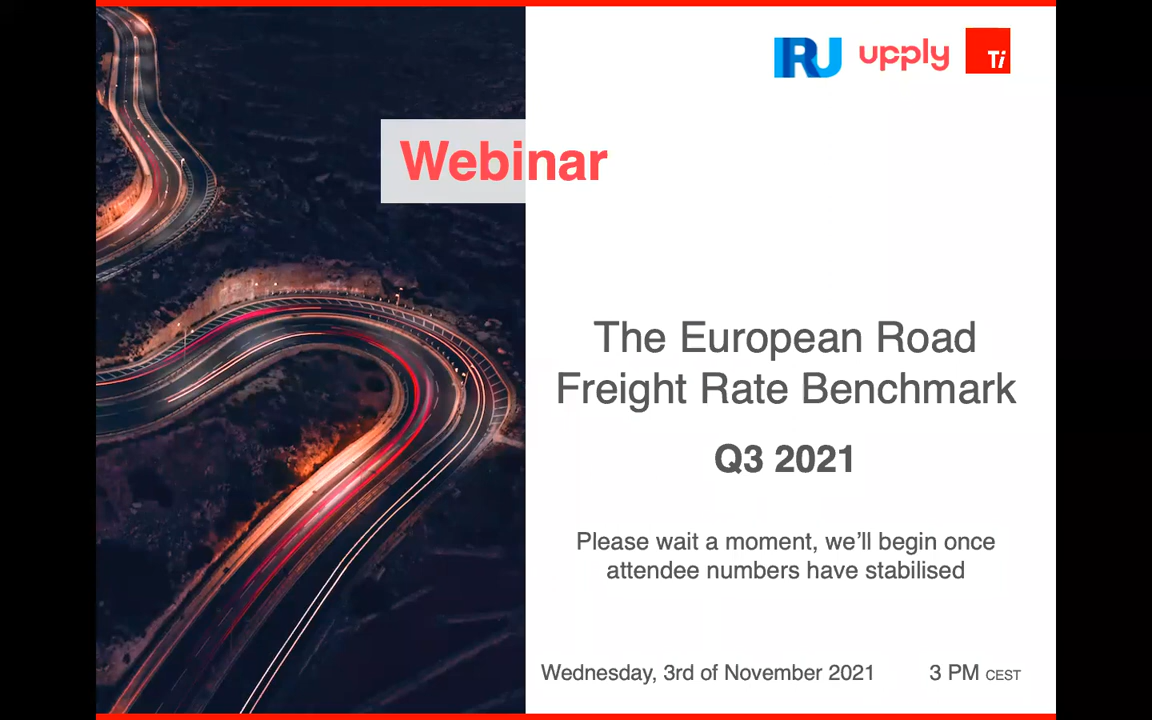 IRU upply Ti
Webinar
The European Road
Freight Rate Benchmark
Q3 2021
Please wait a moment, we’ll begin once
attendee numbers have stabilised
Wednesday, 3rd of November 2021 3 PM CEST